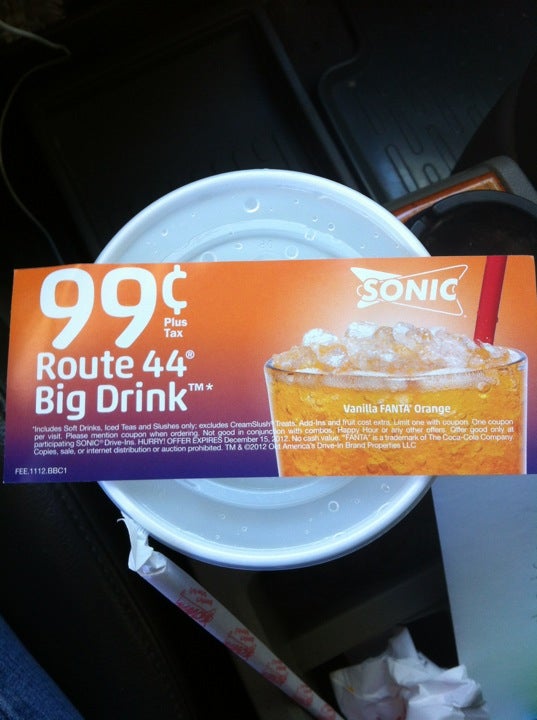 99¢
Plus
Tax
SONIC
Route 44®
Big Drink™*
Vanilla FANTA® Orange
*Includes Soft Drinks, Iced Teas and Slushes only; excludes CreamSlush® Treats. Add-Ins and fruit cost extra. Limit one with coupon. One coupon
per visit. Please mention coupon when ordering. Not good in conjunction with combos, Happy Hour or any other offers. Offer good only at
participating SONIC® Drive-Ins. HURRY! OFFER EXPIRES December 15, 2012. No cash value. "FANTA" is a trademark of The Coca-Cola Company.
Copies, sale, or internet distribution or auction prohibited. TM & ©2012 America's Drive-In Brand Properties LLC
FEE.1112.BBC1